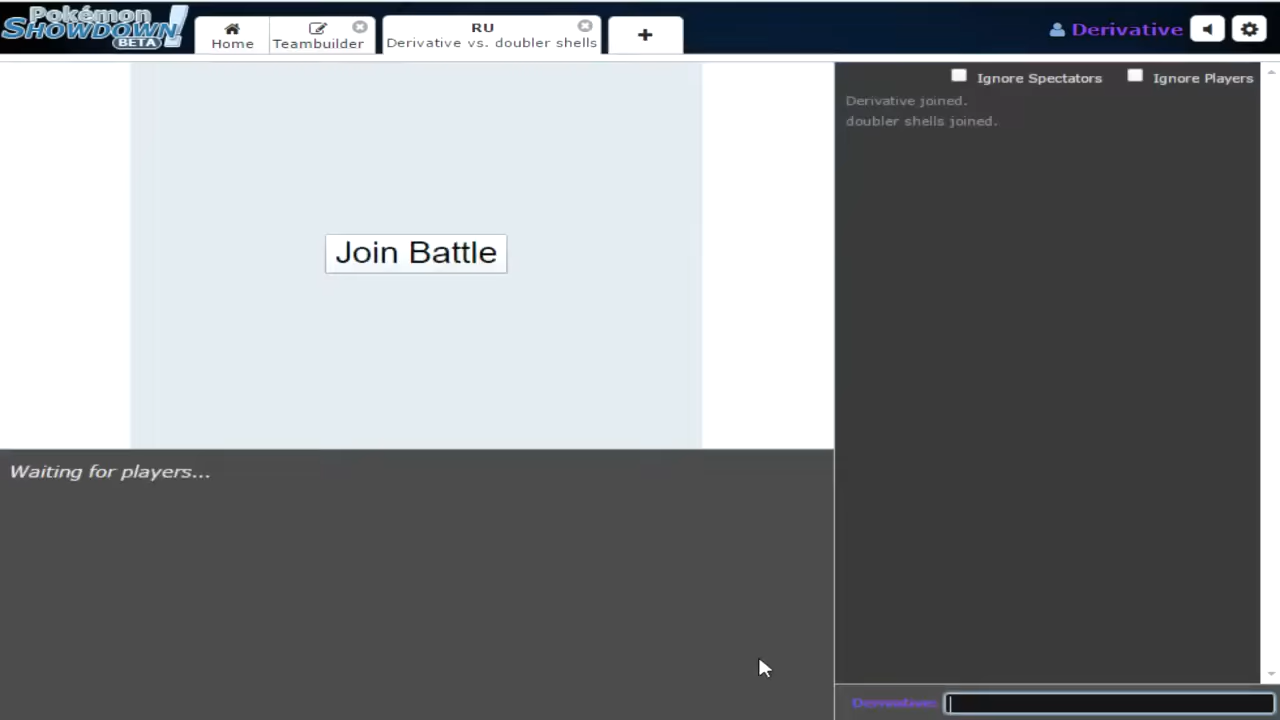 Pokémon
SHOWDOWN!
BETA
Home
Teambuilder
RU
Derivative vs. doubler shells
+
Derivative
Ignore Spectators
Ignore Players
Derivative joined.
doubler shells joined.
Join Battle
Waiting for players...
Derivative: